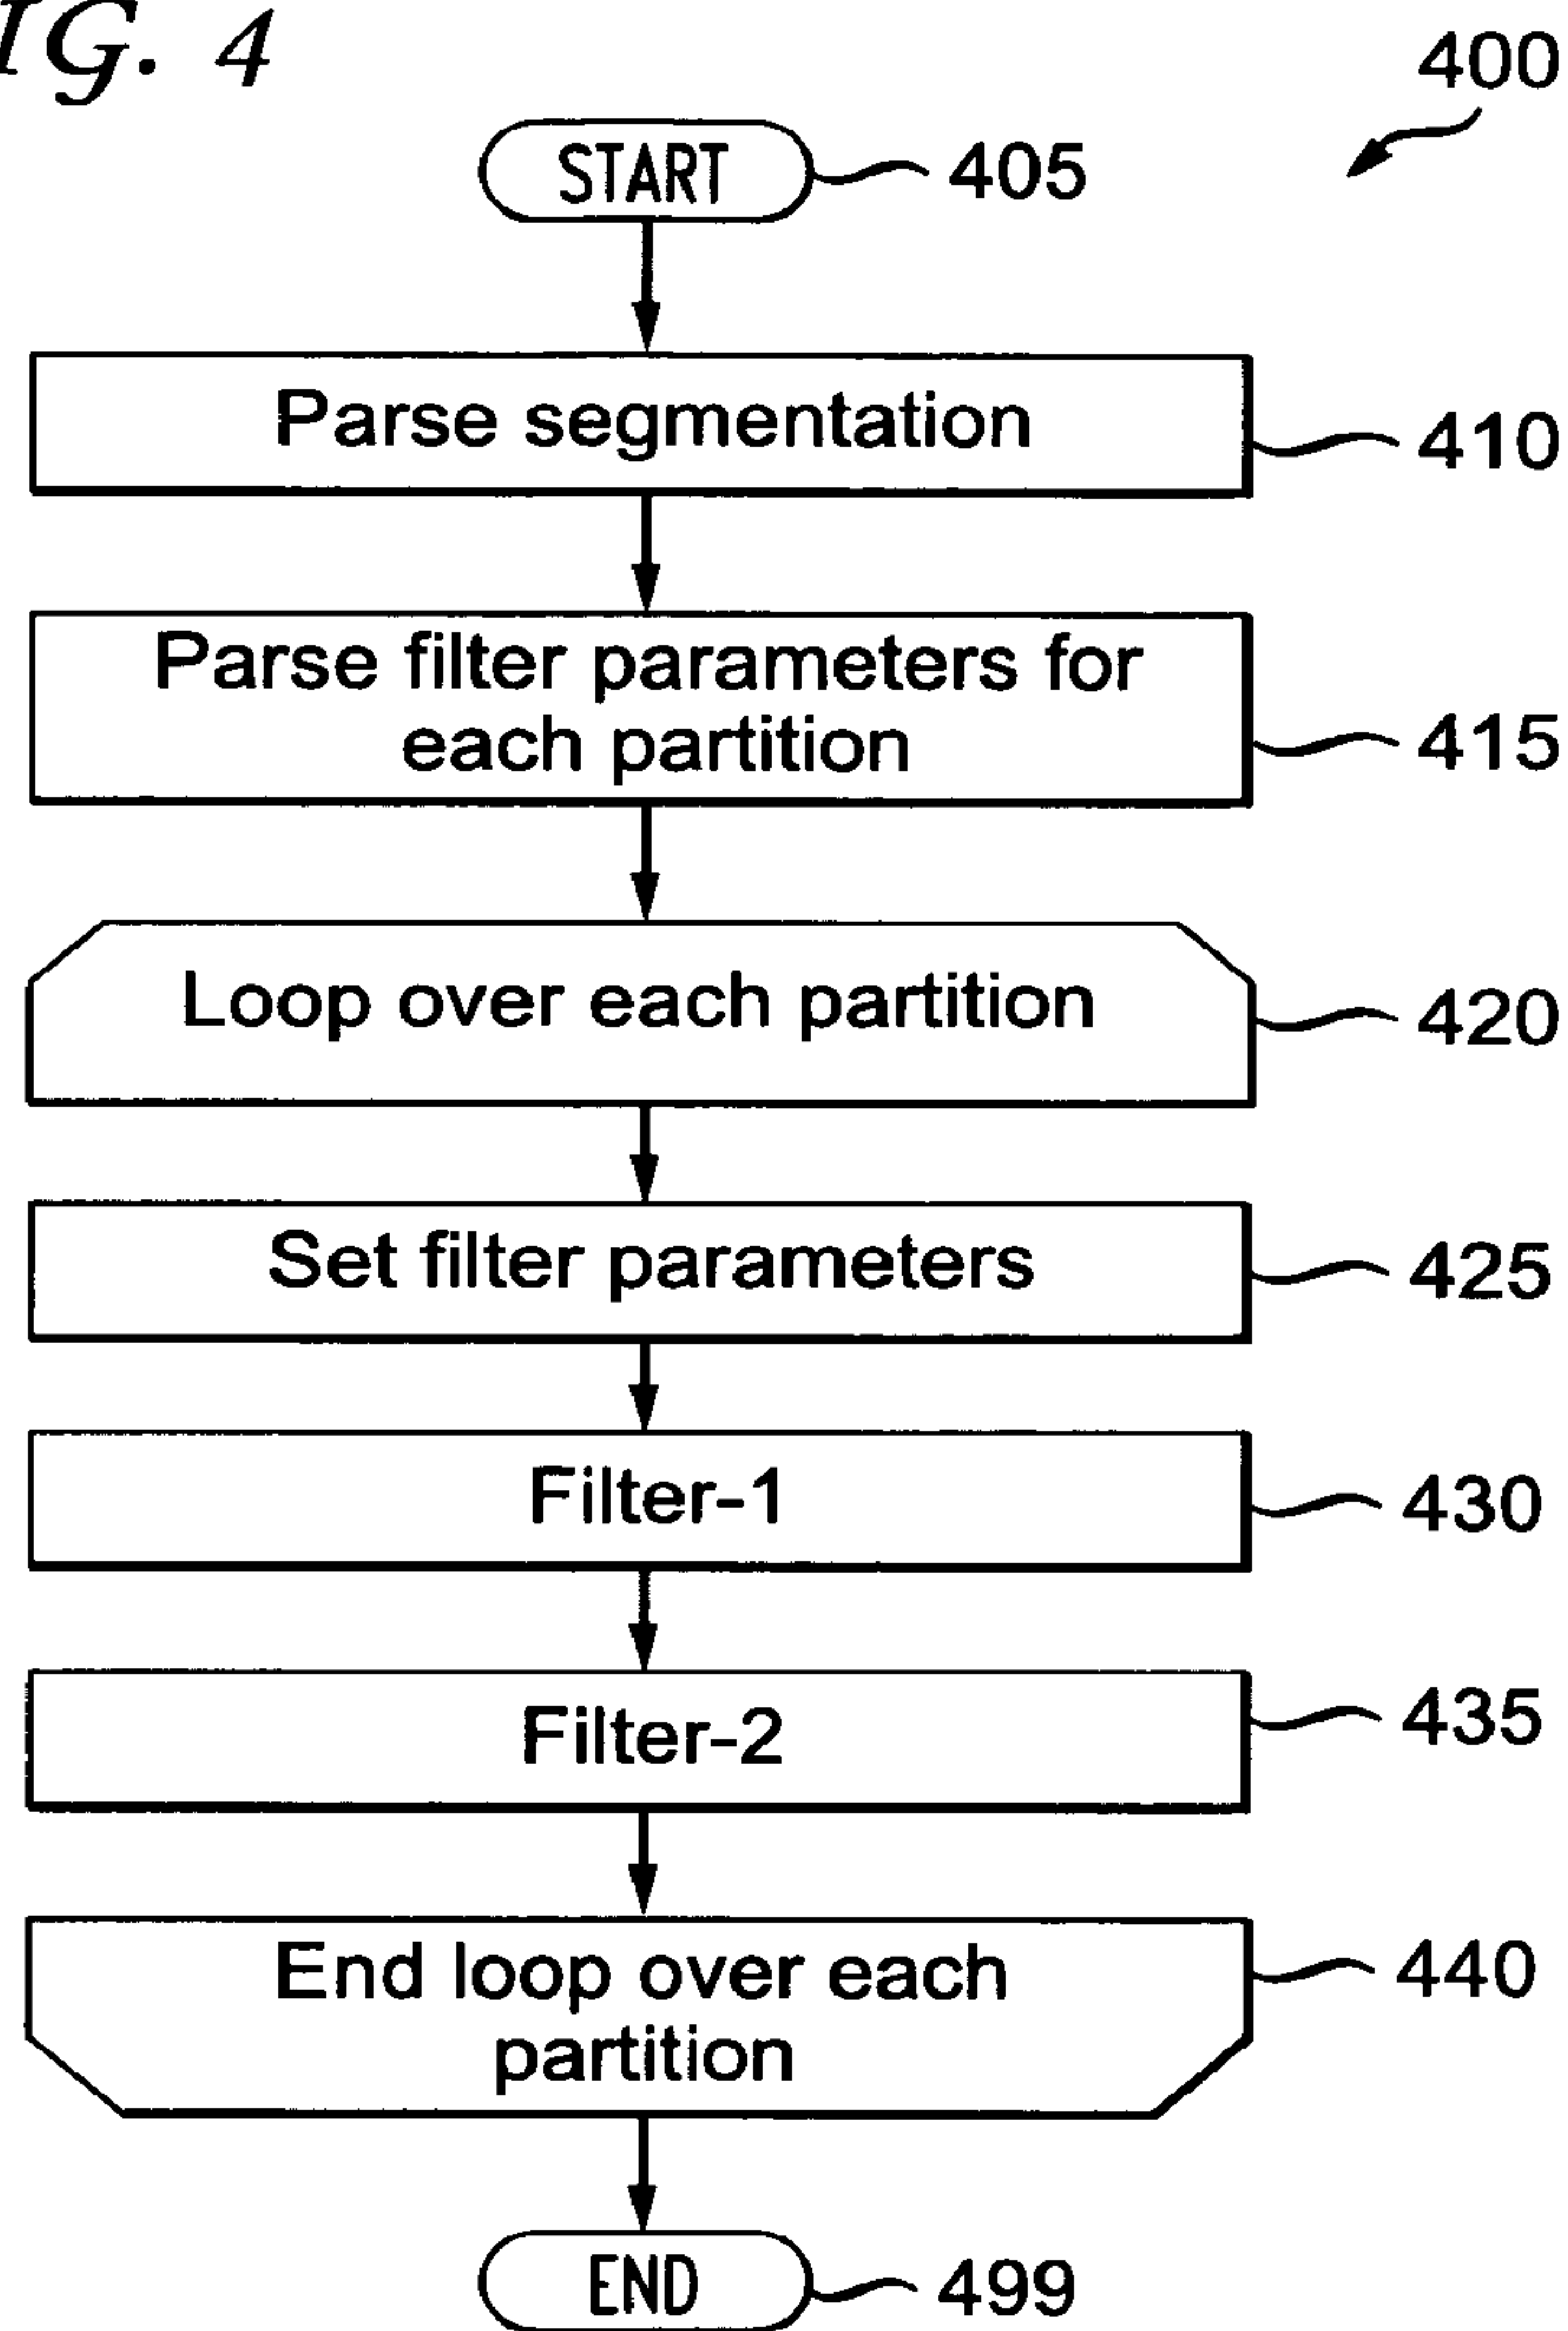 IG. 4
400
START
405
Parse segmentation
410
Parse filter parameters for
each partition
415
Loop over each partition
420
Set filter parameters
425
Filter-1
430
Filter-2
435
End loop over each
partition
440
END
499